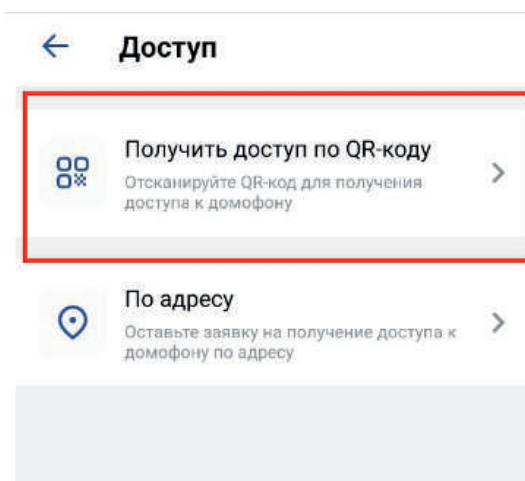 Доступ
Получить доступ по QR-коду
Отсканируйте QR-код для получения
доступа к домофону
По адресу
Оставьте заявку на получение доступа к
домофону по адресу